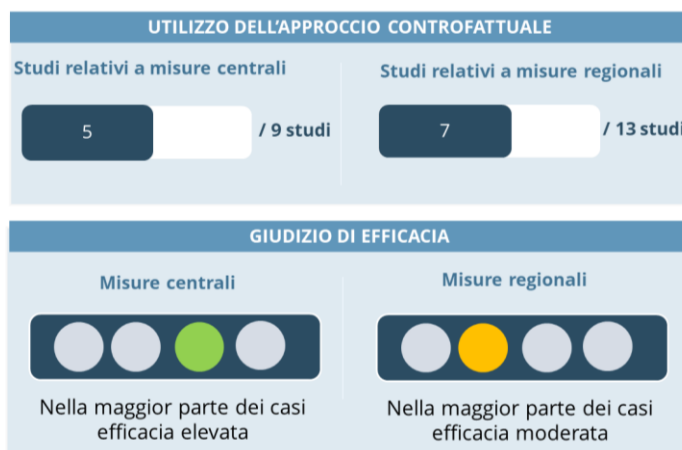 UTILIZZO DELL'APPROCCIO CONTROFATTUALE
Studi relativi a misure centrali
Studi relativi a misure regionali
5
/ 9 studi
7
/ 13 studi
GIUDIZIO DI EFFICACIA
Misure centrali
Misure regionali
Nella maggior parte dei casi
efficacia elevata
Nella maggior parte dei casi
efficacia moderata